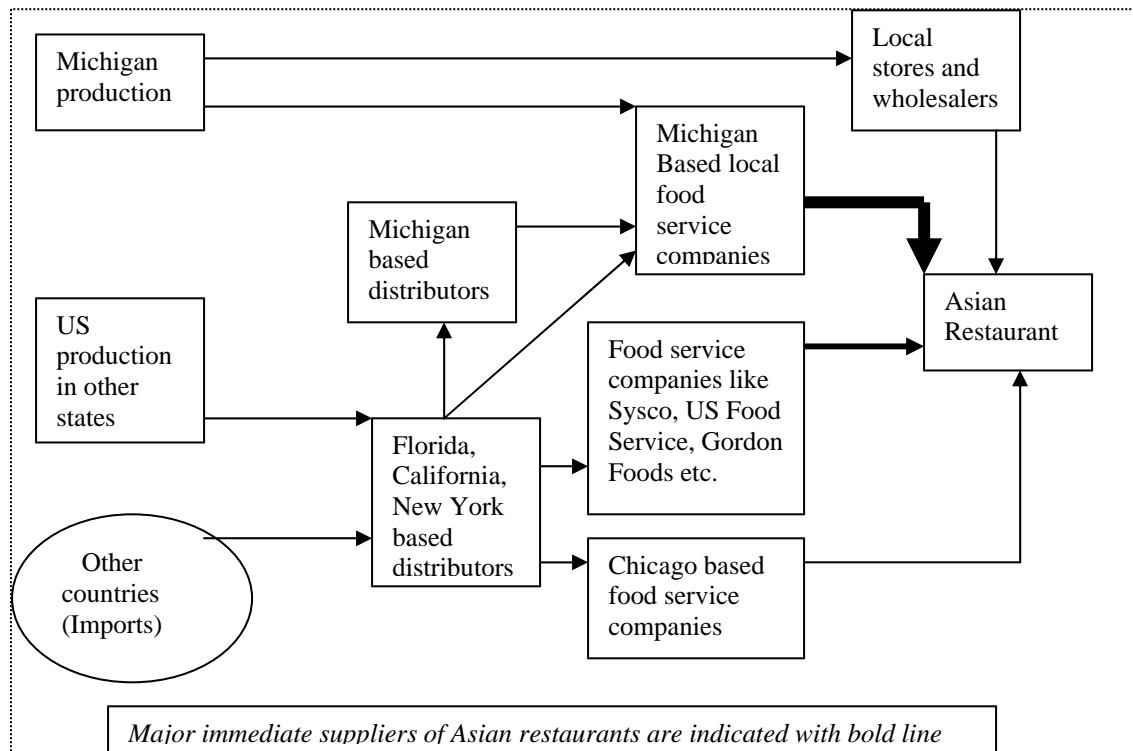 Michigan
production
Local
stores and
wholesalers
Michigan
Based local
food
service
companies
Michigan
based
distributors
US
production
in other
states
Asian
Restaurant
Food service
companies like
Sysco, US Food
Service, Gordon
Foods etc.
Florida,
California,
New York
based
distributors
Other
countries
(Imports)
Chicago based
food service
companies
Major immediate suppliers of Asian restaurants are indicated with bold line